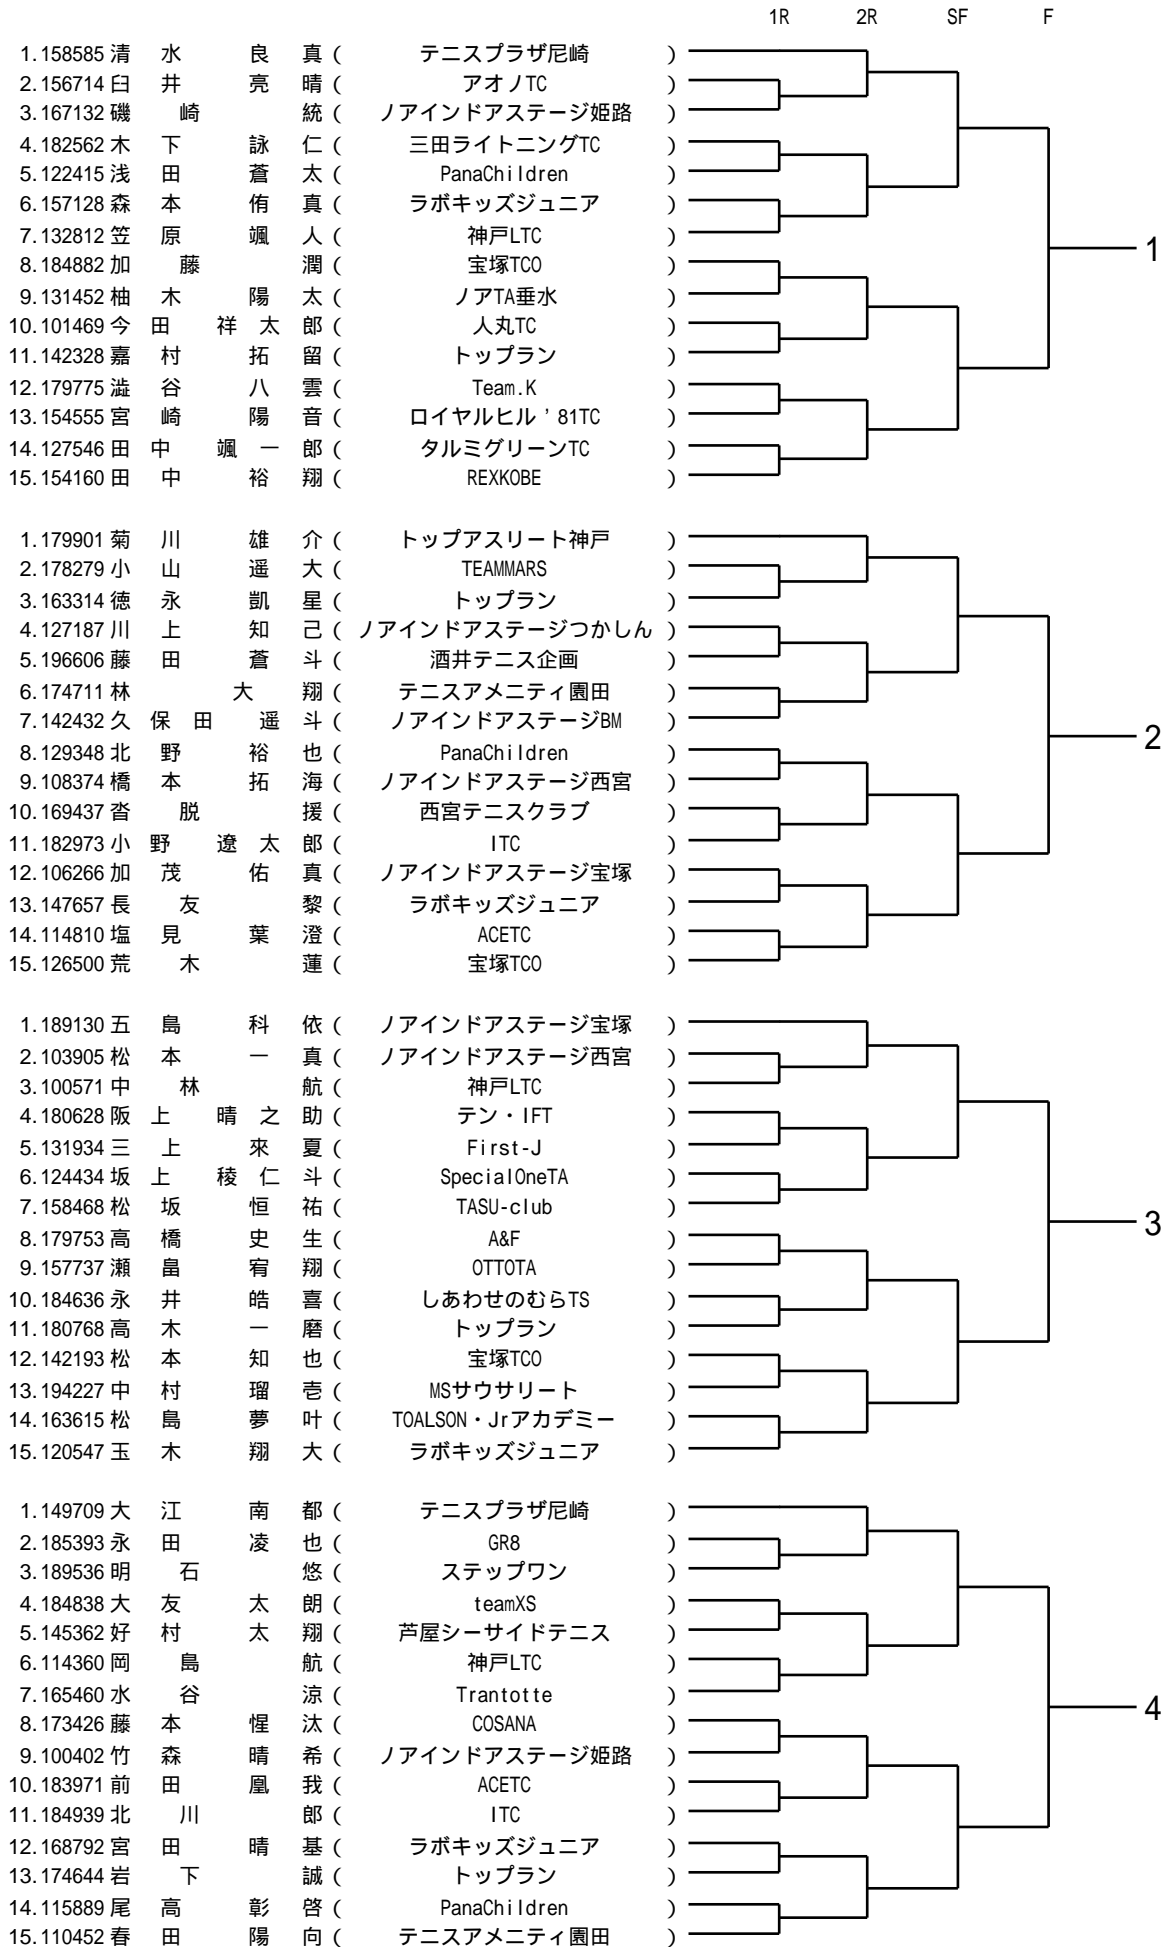 1R 2R SF F
1.158585 清水 良真 ( テニスプラザ尼崎 )
2.156714 臼井 亮晴 ( アオノTC )
3.167132 磯崎 統 ( ノアインドアステージ姫路 )
4.182562 木下 詠仁 ( 三田ライトニングTC )
5.122415 浅田 蒼太 ( PanaChildren )
6.157128 森本 侑真 ( ラボキッズジュニア )
7.132812 笠原 颯人 ( 神戸LTC )
1
8.184882 加藤 潤 ( 宝塚TCO )
9.131452 柚木 陽太 ( ノアTA垂水 )
10.101469 今田 祥太郎 ( 人丸TC )
11.142328 嘉村 拓留 ( トップラン )
12.179775 澁谷 八雲 ( Team.K )
13.154555 宮崎 陽音 ( ロイヤルヒル'81TC )
14.127546 田中 颯一郎 ( タルミグリーンTC )
15.154160 田中 裕翔 ( REXKOBE )
1.179901 菊川 雄介 ( トップアスリート神戸 )
2.178279 小山 遥大 ( TEAMMARS )
3.163314 徳永 凱星 ( トップラン )
4.127187 川上 知己 ( ノアインドアステージつかしん )
5.196606 藤田 蒼斗 ( 酒井テニス企画 )
6.174711 林 大翔 ( テニスアメニティ園田 )
7.142432 久保田 遥斗 ( ノアインドアステージBM )
2
8.129348 北野 裕也 ( PanaChildren )
9.108374 橋本 拓海 ( ノアインドアステージ西宮 )
10.169437 沓脱 援 ( 西宮テニスクラブ )
11.182973 小野 遼太郎 ( ITC )
12.106266 加茂 佑真 ( ノアインドアステージ宝塚 )
13.147657 長友 黎 ( ラボキッズジュニア )
14.114810 塩見 葉澄 ( ACETC )
15.126500 荒木 蓮 ( 宝塚TCO )
1.189130 五島 科依 ( ノアインドアステージ宝塚 )
2.103905 松本 一真 ( ノアインドアステージ西宮 )
3.100571 中林 航 ( 神戸LTC )
4.180628 阪上 晴之助 ( テン・IFT )
5.131934 三上 來夏 ( First-J )
6.124434 坂上 稜仁斗 ( SpecialOneTA )
7.158468 松坂 恒祐 ( TASU-club )
3
8.179753 高橋 史生 ( A&F )
9.157737 瀬畠 宥翔 ( OTTOTA )
10.184636 永井 皓喜 ( しあわせのむらTS )
11.180768 高木 一磨 ( トップラン )
12.142193 松本 知也 ( 宝塚TCO )
13.194227 中村 瑠壱 ( MSサウサリート )
14.163615 松島 夢叶 ( TOALSON・Jrアカデミー )
15.120547 玉木 翔大 ( ラボキッズジュニア )
1.149709 大江 南都 ( テニスプラザ尼崎 )
2.185393 永田 凌也 ( GR8 )
3.189536 明石 悠 ( ステップワン )
4.184838 大友 太朗 ( teamXS )
5.145362 好村 太翔 ( 芦屋シーサイドテニス )
6.114360 岡島 航 ( 神戸LTC )
7.165460 水谷 涼 ( Trantotte )
4
8.173426 藤本 惺汰 ( COSANA )
9.100402 竹森 晴希 ( ノアインドアステージ姫路 )
10.183971 前田 凰我 ( ACETC )
11.184939 北川 郎 ( ITC )
12.168792 宮田 晴基 ( ラボキッズジュニア )
13.174644 岩下 誠 ( トップラン )
14.115889 尾高 彰啓 ( PanaChildren )
15.110452 春田 陽向 ( テニスアメニティ園田 )